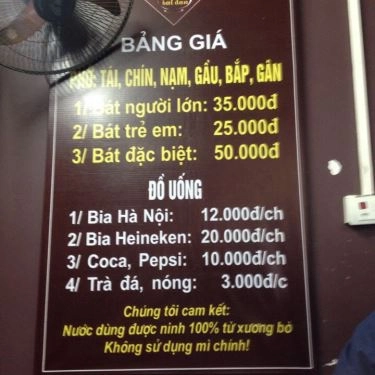 bát đàn
BẢNG GIÁ
PHỞ: TÁI, CHÍN, NẠM, GẦU, BẮP, GÂN
1/ Bát người lớn: 35.000đ
2/ Bát trẻ em: 25.000đ
3/ Bát đặc biệt: 50.000đ
ĐỒ UỐNG
1/ Bia Hà Nội: 12.000đ/ch
2/ Bia Heineken: 20.000đ/ch
3/ Coca, Pepsi: 10.000đ/ch
4/ Trà đá, nóng: 3.000đ/c
Chúng tôi cam kết:
Nước dùng được ninh 100% từ xương bò
Không sử dụng mì chính!